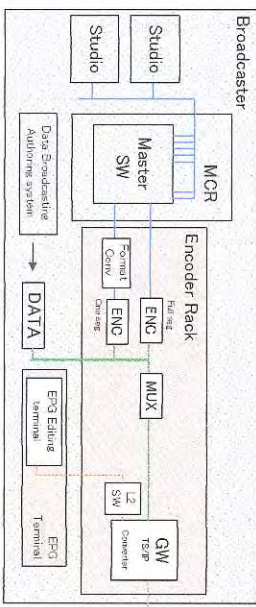 Broadcaster
Studio
Studio
MCR
Master
SW
Data Broadcasting
Authoring system
Encoder Rack
Format
Conv
ENC
One seg
ENC
Full seg
DATA
MUX
EPG Editing
terminal
EPG
Terminal
L2
SW
GW
TS/IP
Converter